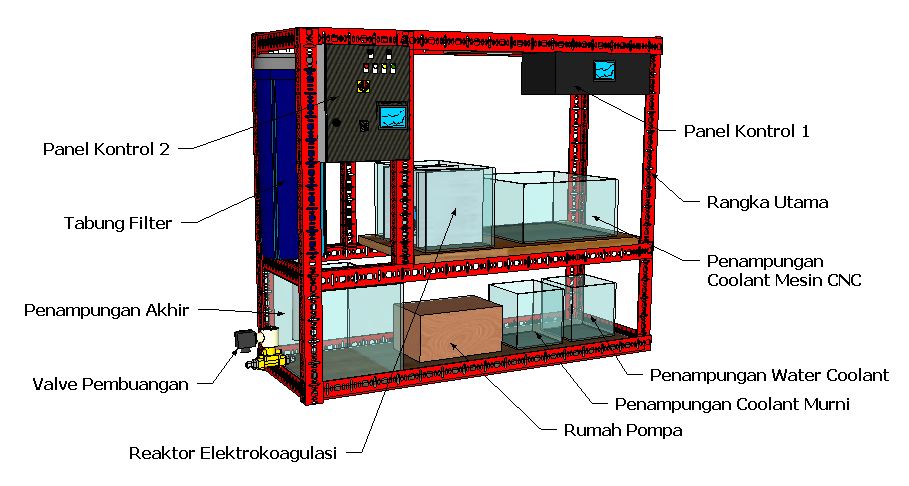 Panel Kontrol 2
Tabung Filter
Penampungan Akhir
Valve Pembuangan
Reaktor Elektrokoagulasi
Panel Kontrol 1
Rangka Utama
Penampungan
Coolant Mesin CNC
Penampungan Water Coolant
Penampungan Coolant Murni
Rumah Pompa